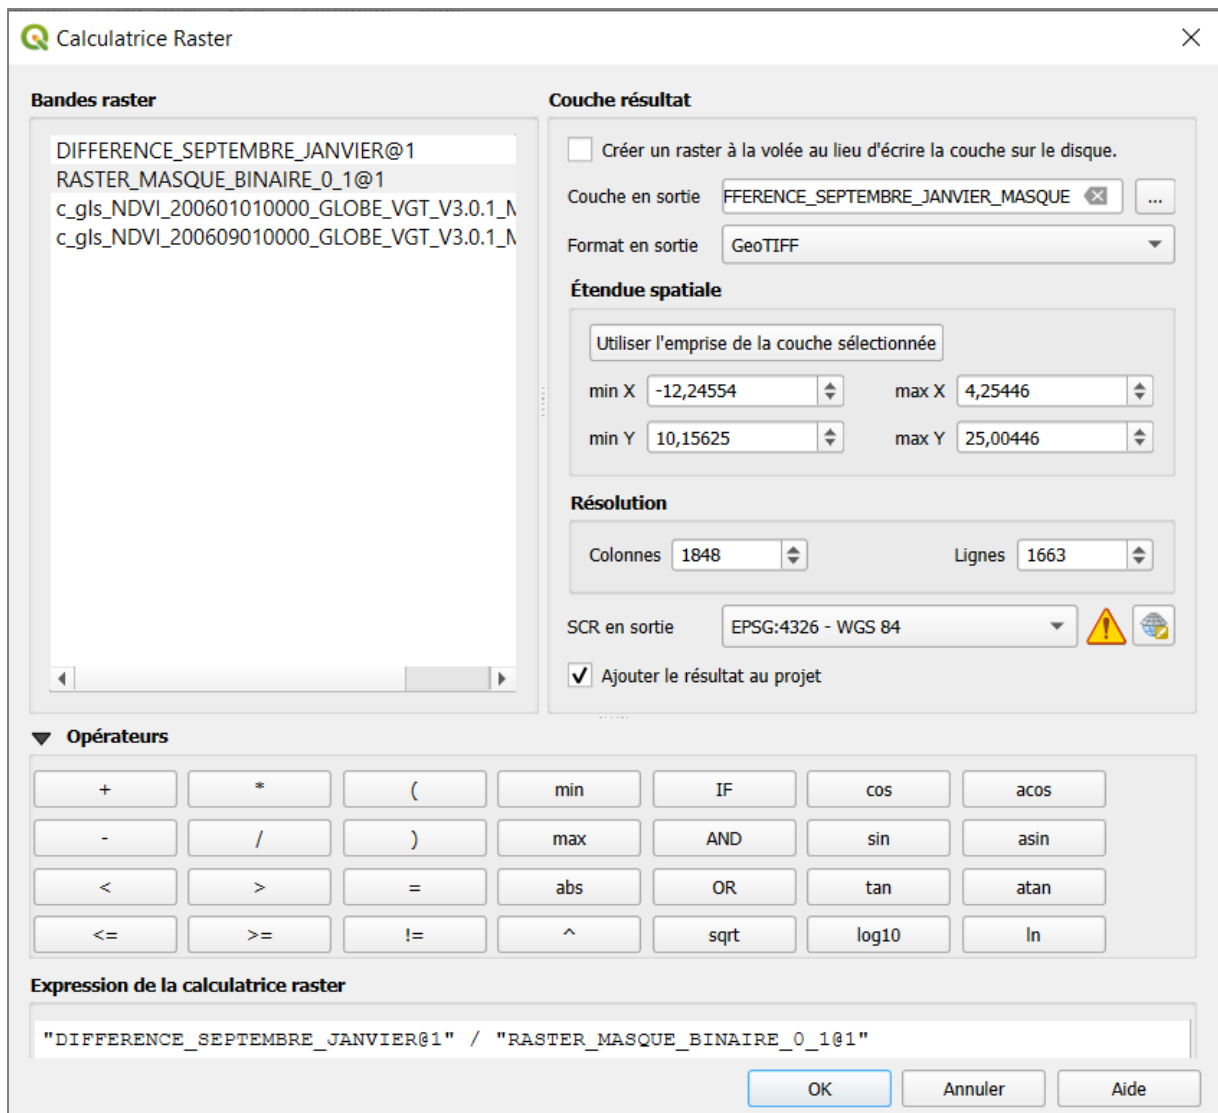 Calculatrice Raster
Bandes raster
DIFFERENCE_SEPTEMBRE_JANVIER@1
RASTER_MASQUE_BINAIRE_0_1@1
c_gls_NDVI_200601010000_GLOBE_VGT_V3.0.1_N
c_gls_NDVI_200609010000_GLOBE_VGT_V3.0.1_N
Couche résultat
Créer un raster à la volée au lieu d'écrire la couche sur le disque.
Couche en sortie FFERENCE_SEPTEMBRE_JANVIER_MASQUE ...
Format en sortie GeoTIFF
Étendue spatiale
Utiliser l'emprise de la couche sélectionnée
min X -12,24554 max X 4,25446
min Y 10,15625 max Y 25,00446
Résolution
Colonnes 1848 Lignes 1663
SCR en sortie EPSG:4326 - WGS 84
Ajouter le résultat au projet
Opérateurs
+ * ( min IF cos acos
- / ) max AND sin asin
< > = abs OR tan atan
<= >= != ^ sqrt log10 ln
Expression de la calculatrice raster
"DIFFERENCE_SEPTEMBRE_JANVIER@1" / "RASTER_MASQUE_BINAIRE_0_1@1"
OK Annuler Aide